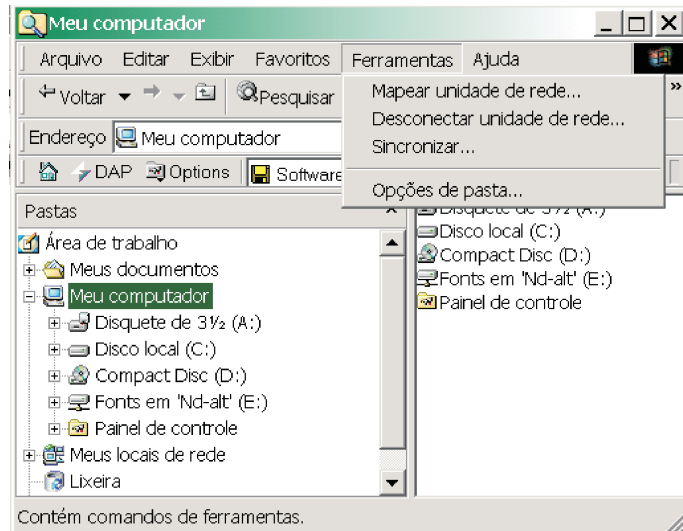 Meu computador
Arquivo Editar Exibir Favoritos Ferramentas Ajuda
Voltar Pesquisar »
Mapear unidade de rede...
Desconectar unidade de rede...
Sincronizar...
Opções de pasta...
Endereço Meu computador
DAP Options Software
Pastas
Área de trabalho
Meus documentos
Meu computador
Disquete de 3½ (A:)
Disco local (C:)
Compact Disc (D:)
Fonts em 'Nd-alt' (E:)
Painel de controle
Meus locais de rede
Lixeira
Disquete de 3½ (A:)
Disco local (C:)
Compact Disc (D:)
Fonts em 'Nd-alt' (E:)
Painel de controle
Contém comandos de ferramentas.